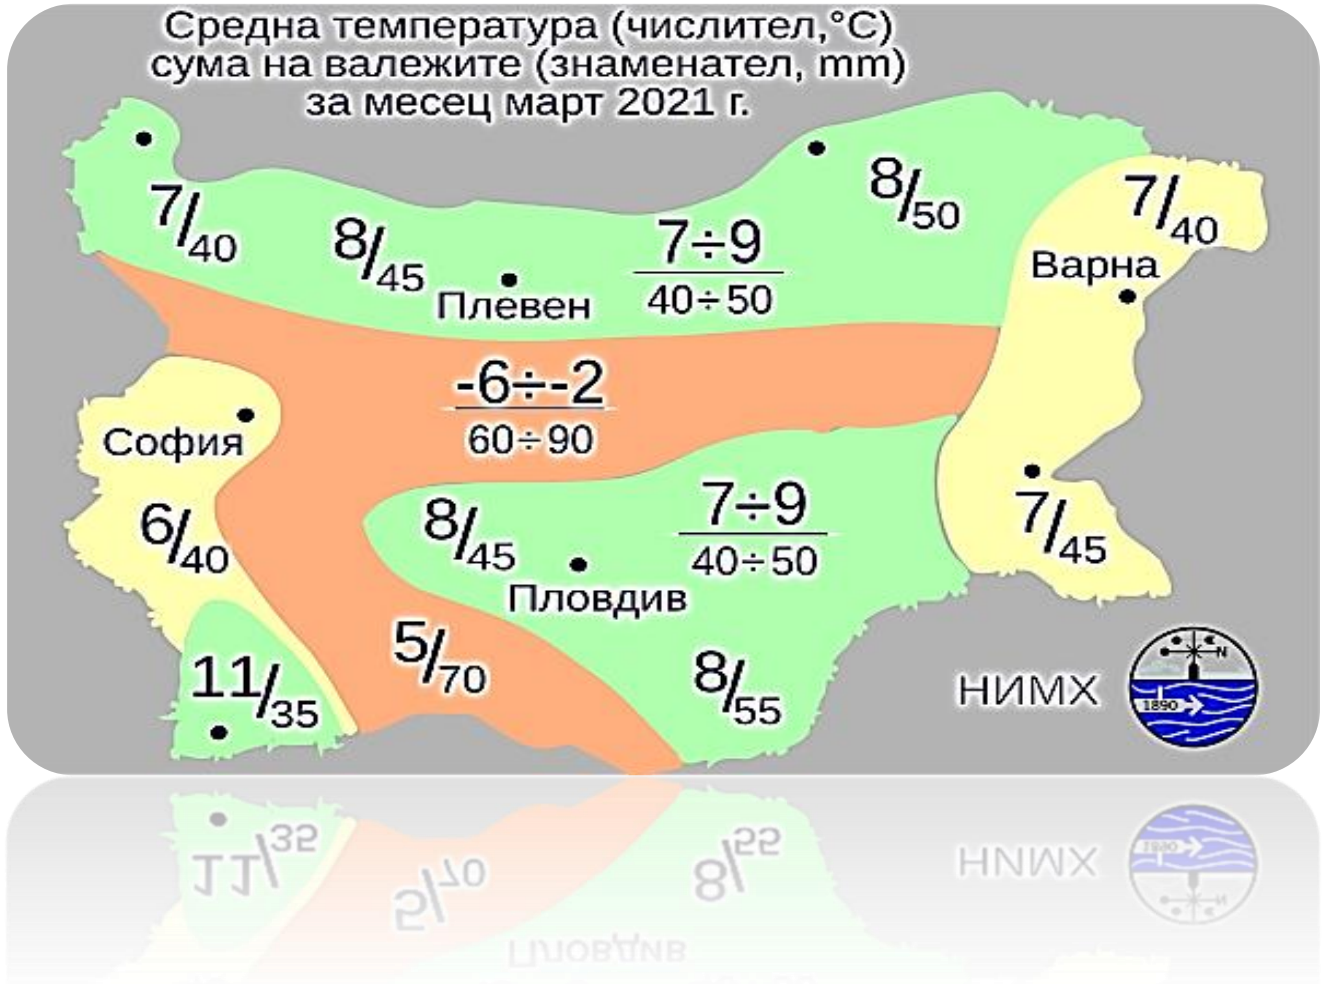 Средна температура (числител,°C)
сума на валежите (знаменател, mm)
за месец март 2021 г.
7/40
8/45
Плевен
7÷9
40÷50
8/50
7/40
Варна
-6÷-2
60÷90
София
6/40
8/45
Пловдив
7÷9
40÷50
7/45
11/35
5/70
8/55
НИМХ
N
1890